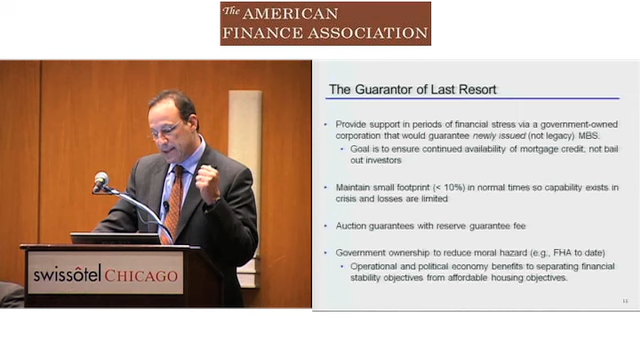 The AMERICAN
FINANCE ASSOCIATION
The Guarantor of Last Resort
• Provide support in periods of financial stress via a government-owned
corporation that would guarantee newly issued (not legacy) MBS.
• Goal is to ensure continued availability of mortgage credit, not bail
out investors
• Maintain small footprint (< 10%) in normal times so capability exists in
crisis and losses are limited
• Auction guarantees with reserve guarantee fee
• Government ownership to reduce moral hazard (e.g., FHA to date)
• Operational and political economy benefits to separating financial
stability objectives from affordable housing objectives.
swissôtel CHICAGO